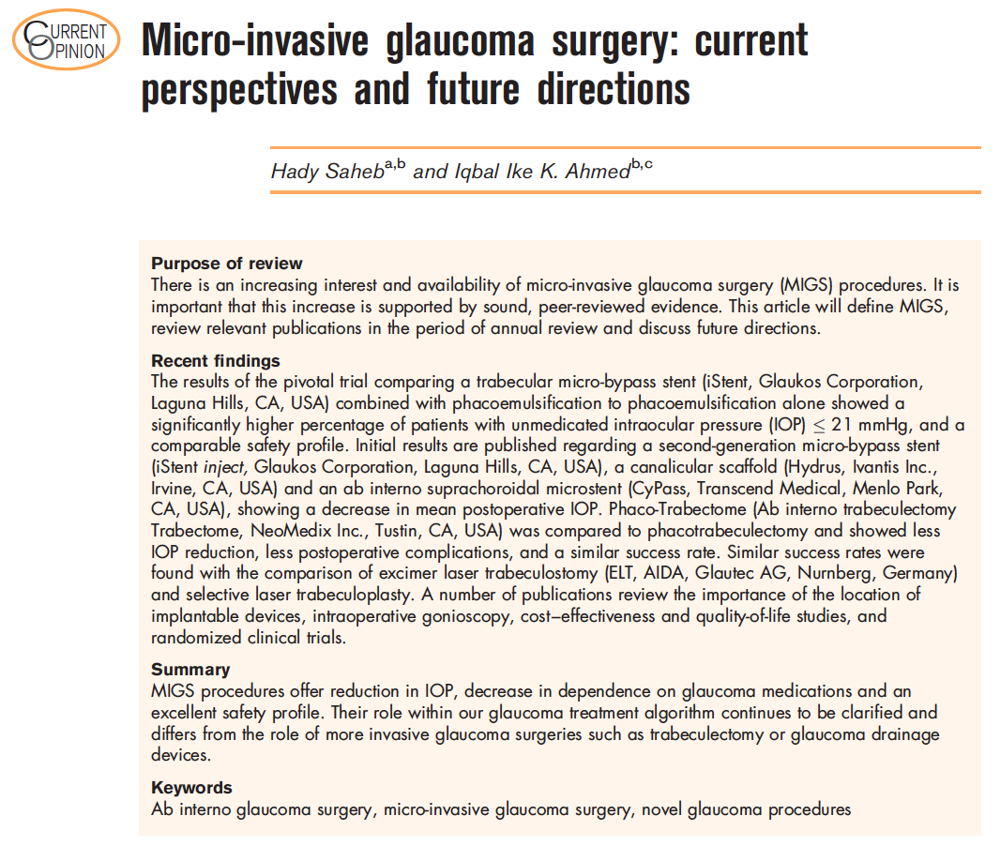 CURRENT
OPINION
Micro-invasive glaucoma surgery: current
perspectives and future directions
Hady Saheb^a,b and Iqbal Ike K. Ahmed^b,c
Purpose of review
There is an increasing interest and availability of micro-invasive glaucoma surgery (MIGS) procedures. It is
important that this increase is supported by sound, peer-reviewed evidence. This article will define MIGS,
review relevant publications in the period of annual review and discuss future directions.
Recent findings
The results of the pivotal trial comparing a trabecular micro-bypass stent (iStent, Glaukos Corporation,
Laguna Hills, CA, USA) combined with phacoemulsification to phacoemulsification alone showed a
significantly higher percentage of patients with unmedicated intraocular pressure (IOP) ≤ 21 mmHg, and a
comparable safety profile. Initial results are published regarding a second-generation micro-bypass stent
(iStent inject, Glaukos Corporation, Laguna Hills, CA, USA), a canalicular scaffold (Hydrus, Ivantis Inc.,
Irvine, CA, USA) and an ab interno suprachoroidal microstent (CyPass, Transcend Medical, Menlo Park,
CA, USA), showing a decrease in mean postoperative IOP. Phaco-Trabectome (Ab interno trabeculectomy
Trabectome, NeoMedix Inc., Tustin, CA, USA) was compared to phacotrabeculectomy and showed less
IOP reduction, less postoperative complications, and a similar success rate. Similar success rates were
found with the comparison of excimer laser trabeculostomy (ELT, AIDA, Glautec AG, Nurnberg, Germany)
and selective laser trabeculoplasty. A number of publications review the importance of the location of
implantable devices, intraoperative gonioscopy, cost–effectiveness and quality-of-life studies, and
randomized clinical trials.
Summary
MIGS procedures offer reduction in IOP, decrease in dependence on glaucoma medications and an
excellent safety profile. Their role within our glaucoma treatment algorithm continues to be clarified and
differs from the role of more invasive glaucoma surgeries such as trabeculectomy or glaucoma drainage
devices.
Keywords
Ab interno glaucoma surgery, micro-invasive glaucoma surgery, novel glaucoma procedures